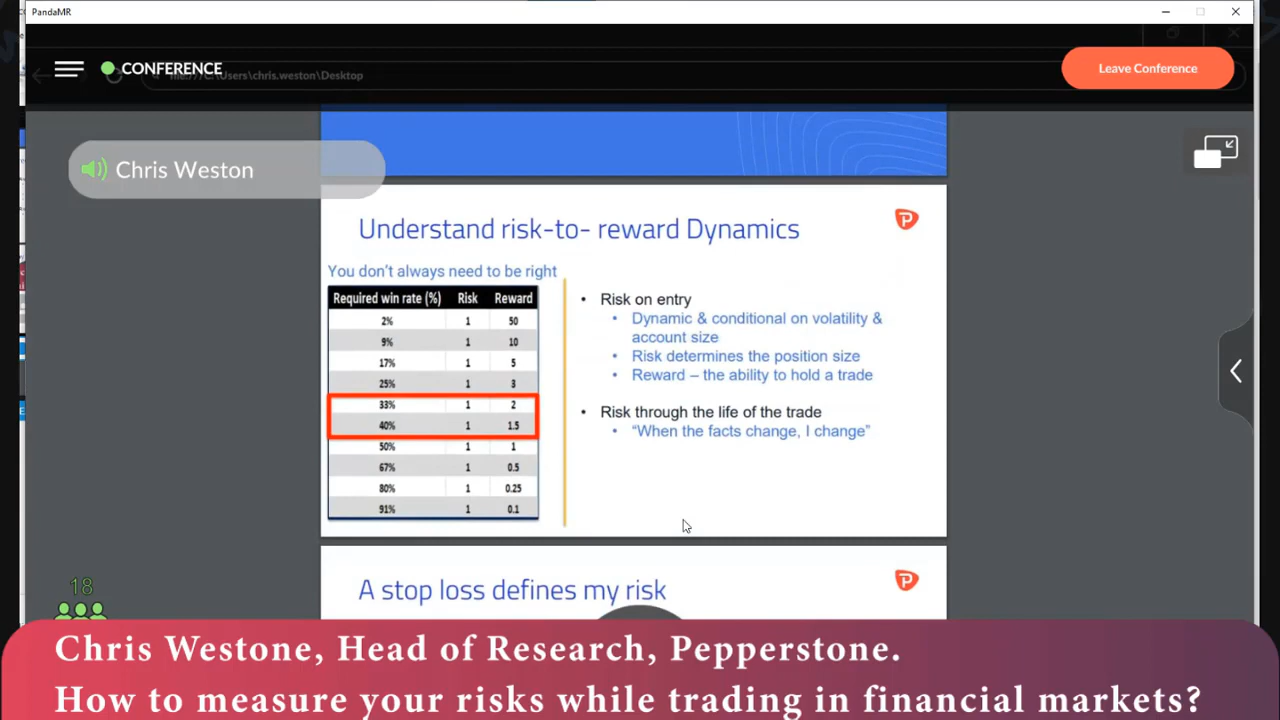 PandaMR
CONFERENCE
file:///C:/Users/chris.weston/Desktop
Leave Conference
Chris Weston
Understand risk-to- reward Dynamics
You don't always need to be right
Required win rate (%) Risk Reward
2% 1 50
9% 1 10
17% 1 5
25% 1 3
33% 1 2
40% 1 1.5
50% 1 1
67% 1 0.5
80% 1 0.25
91% 1 0.1
• Risk on entry
• Dynamic & conditional on volatility &
account size
• Risk determines the position size
• Reward – the ability to hold a trade
• Risk through the life of the trade
• “When the facts change, I change”
A stop loss defines my risk
18
Chris Westone, Head of Research, Pepperstone.
How to measure your risks while trading in financial markets?